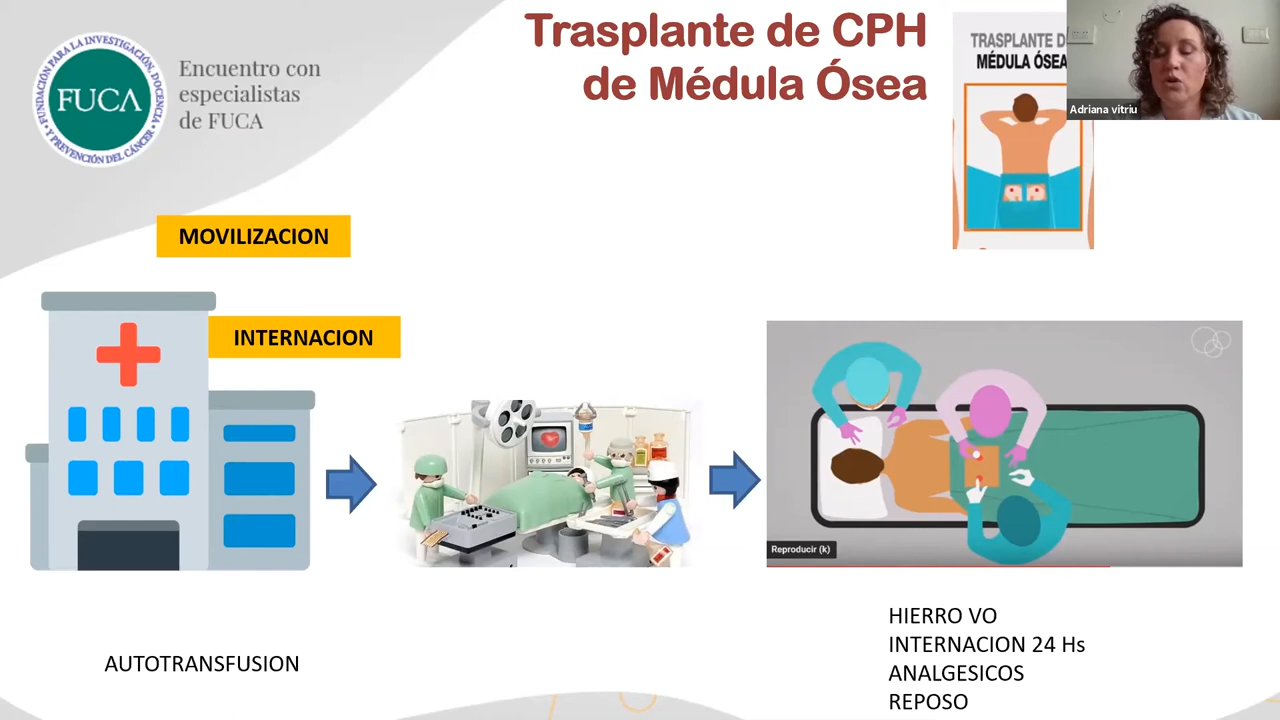 FUNDACIÓN PARA LA INVESTIGACIÓN, DOCENCIA
Y PREVENCIÓN DEL CÁNCER
FUCA
Encuentro con
especialistas
de FUCA
Trasplante de CPH
de Médula Ósea
TRASPLANTE D
MÉDULA ÓSEA
Adriana vitriu
MOVILIZACION
INTERNACION
Reproducir (k)
AUTOTRANSFUSION
HIERRO VO
INTERNACION 24 Hs
ANALGESICOS
REPOSO